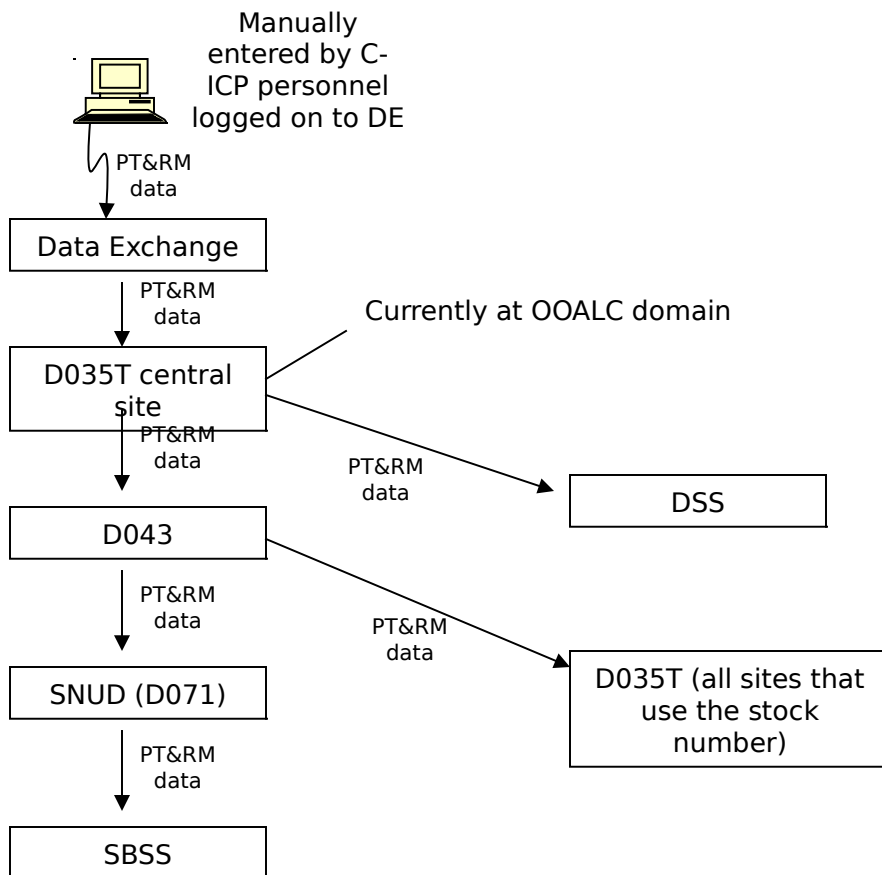 Manually
entered by C-
ICP personnel
logged on to DE
PT&RM
data
Data Exchange
PT&RM
data
Currently at OOALC domain
D035T central
site
PT&RM
data
PT&RM
data
DSS
D043
PT&RM
data
PT&RM
data
D035T (all sites that
use the stock
number)
SNUD (D071)
PT&RM
data
SBSS